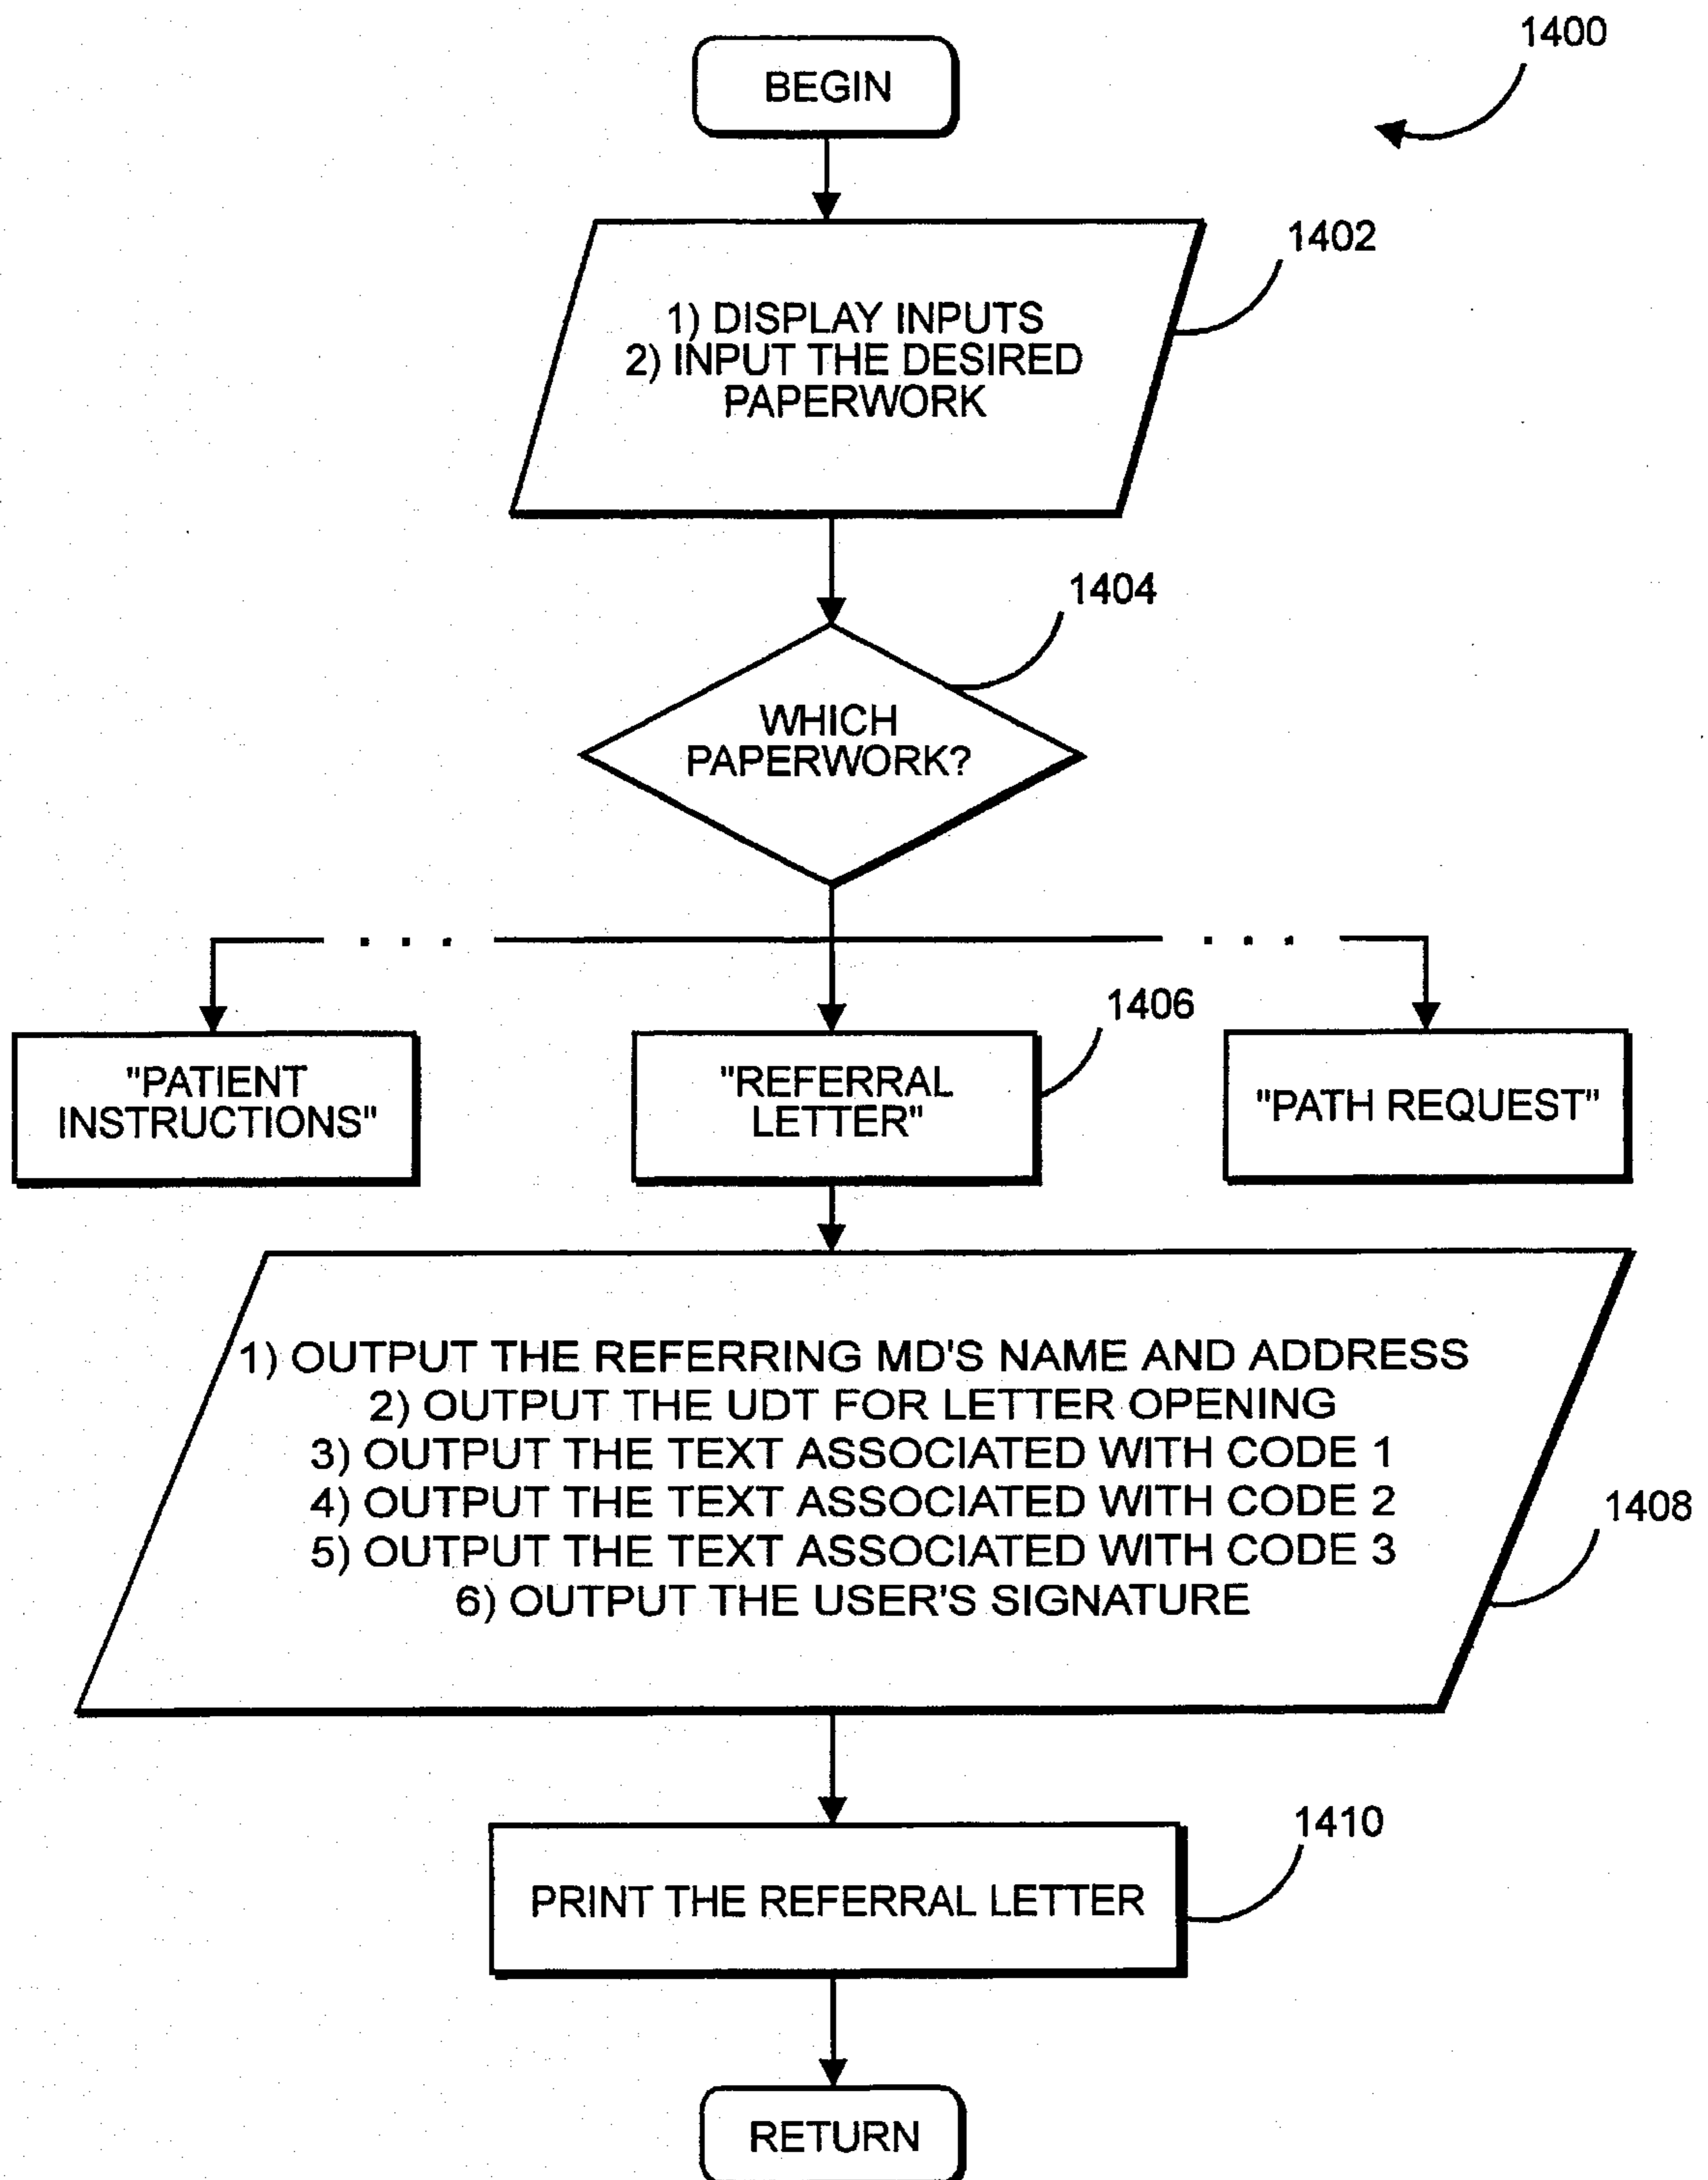 1400
BEGIN
1402
1) DISPLAY INPUTS
2) INPUT THE DESIRED
PAPERWORK
1404
WHICH
PAPERWORK?
. . .
. . .
1406
"PATIENT
INSTRUCTIONS"
"REFERRAL
LETTER"
"PATH REQUEST"
1) OUTPUT THE REFERRING MD'S NAME AND ADDRESS
2) OUTPUT THE UDT FOR LETTER OPENING
3) OUTPUT THE TEXT ASSOCIATED WITH CODE 1
4) OUTPUT THE TEXT ASSOCIATED WITH CODE 2
5) OUTPUT THE TEXT ASSOCIATED WITH CODE 3
6) OUTPUT THE USER'S SIGNATURE
1408
1410
PRINT THE REFERRAL LETTER
RETURN